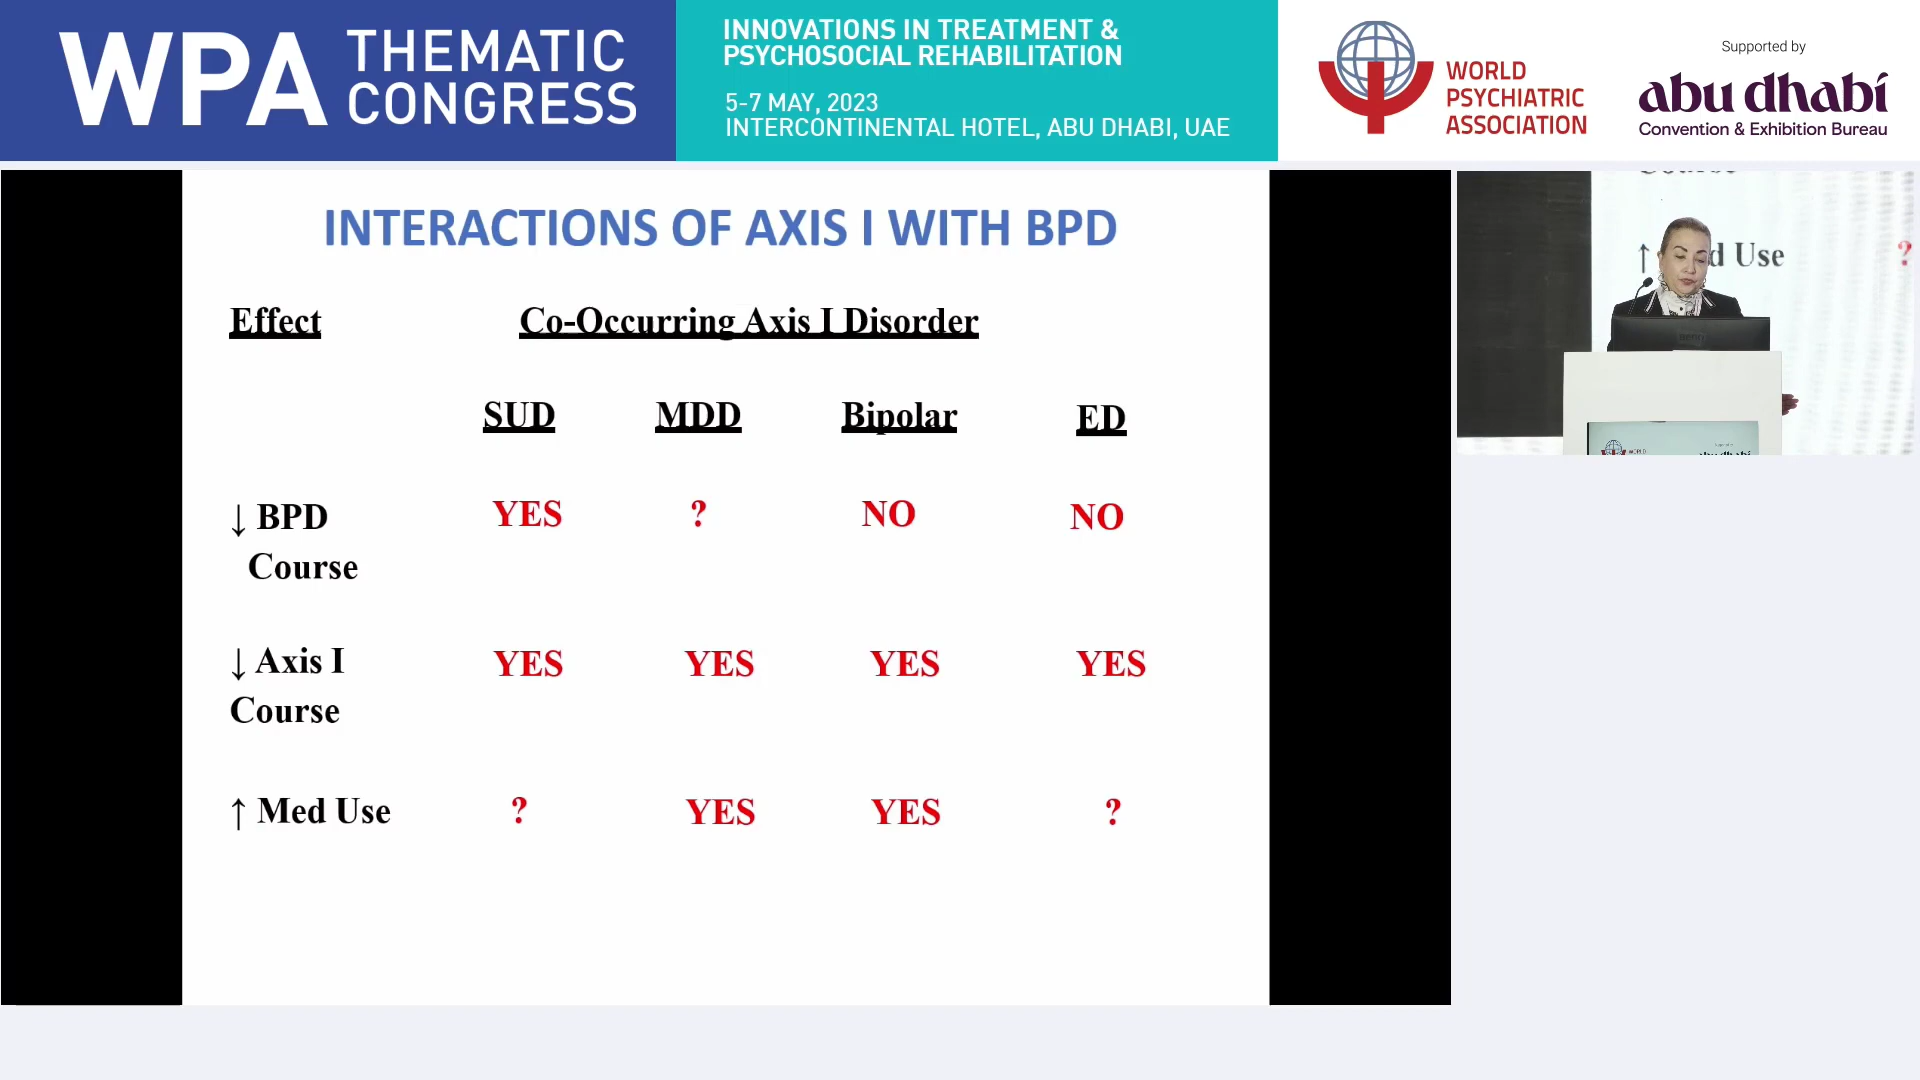 WPA THEMATIC CONGRESS
INNOVATIONS IN TREATMENT &
PSYCHOSOCIAL REHABILITATION
5-7 MAY, 2023
INTERCONTINENTAL HOTEL, ABU DHABI, UAE
WORLD
PSYCHIATRIC
ASSOCIATION
Supported by
abu dhabi
Convention & Exhibition Bureau
INTERACTIONS OF AXIS I WITH BPD
Effect Co-Occurring Axis I Disorder
SUD MDD Bipolar ED
↓ BPD Course YES ? NO NO
↓ Axis I Course YES YES YES YES
↑ Med Use ? YES YES ?
↑ d Use ?